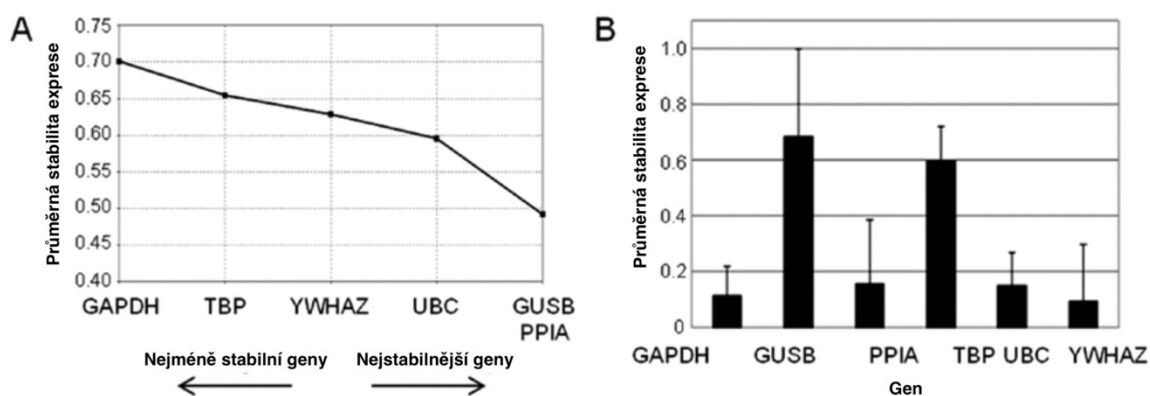 A
Průměrná stabilita exprese
0.75
0.70
0.65
0.60
0.55
0.50
0.45
0.40
GAPDH TBP YWHAZ UBC GUSB
PPIA
Nejméně stabilní geny Nejstabilnější geny
B
Průměrná stabilita exprese
1.0
0.8
0.6
0.4
0.2
0
GAPDH GUSB PPIA TBP UBC YWHAZ
Gen